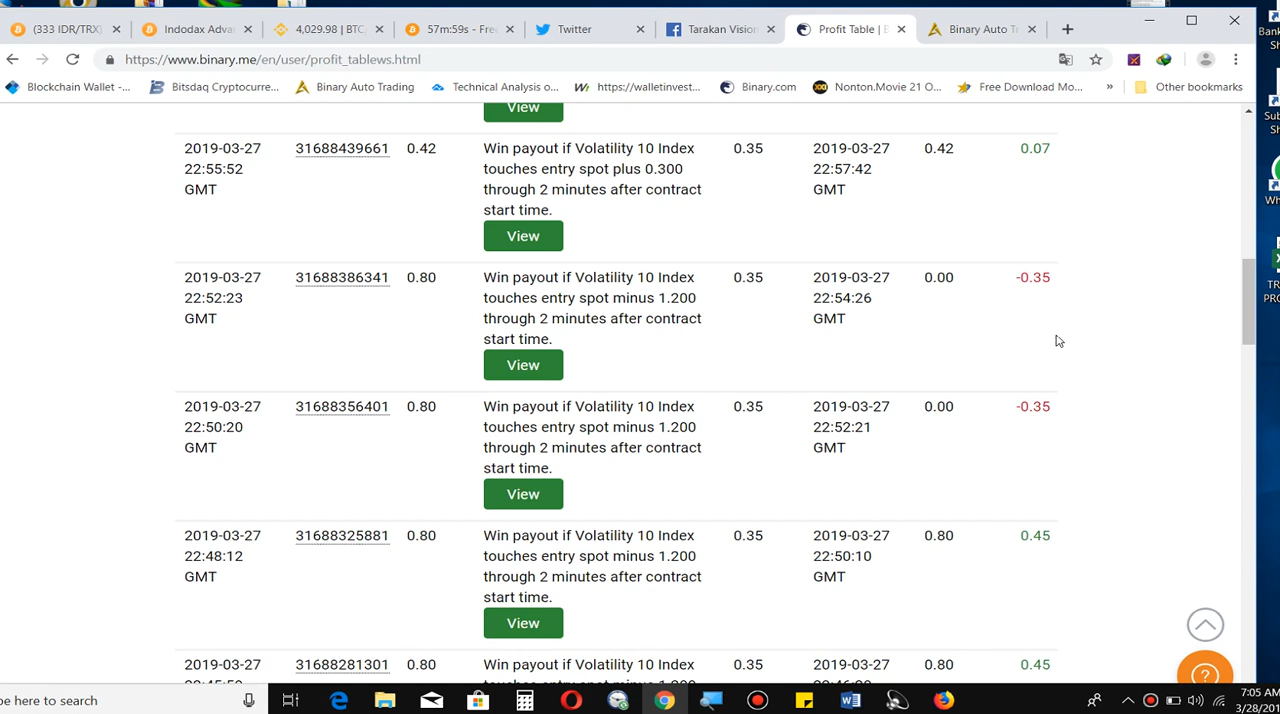 (333 IDR/TRX)
Indodax Adva
4,029.98 | BTC
57m:59s - Fre
Twitter
Tarakan Vision
Profit Table | B
Binary Auto T
https://www.binary.me/en/user/profit_tablews.html
Blockchain Wallet -...
Bitsdaq Cryptocurre...
Binary Auto Trading
Technical Analysis o...
https://walletinvest...
Binary.com
Nonton.Movie 21 O...
Free Download Mo...
»
Other bookmarks
View
2019-03-27
22:55:52
GMT
31688439661
0.42
Win payout if Volatility 10 Index
touches entry spot plus 0.300
through 2 minutes after contract
start time.
View
0.35
2019-03-27
22:57:42
GMT
0.42
0.07
2019-03-27
22:52:23
GMT
31688386341
0.80
Win payout if Volatility 10 Index
touches entry spot minus 1.200
through 2 minutes after contract
start time.
View
0.35
2019-03-27
22:54:26
GMT
0.00
-0.35
2019-03-27
22:50:20
GMT
31688356401
0.80
Win payout if Volatility 10 Index
touches entry spot minus 1.200
through 2 minutes after contract
start time.
View
0.35
2019-03-27
22:52:21
GMT
0.00
-0.35
2019-03-27
22:48:12
GMT
31688325881
0.80
Win payout if Volatility 10 Index
touches entry spot minus 1.200
through 2 minutes after contract
start time.
View
0.35
2019-03-27
22:50:10
GMT
0.80
0.45
2019-03-27
31688281301
0.80
Win payout if Volatility 10 Index
0.35
2019-03-27
0.80
0.45
?
Bank
Sub
Sh
Wh
TR
PRO
pe here to search
7:05 AM
3/28/201